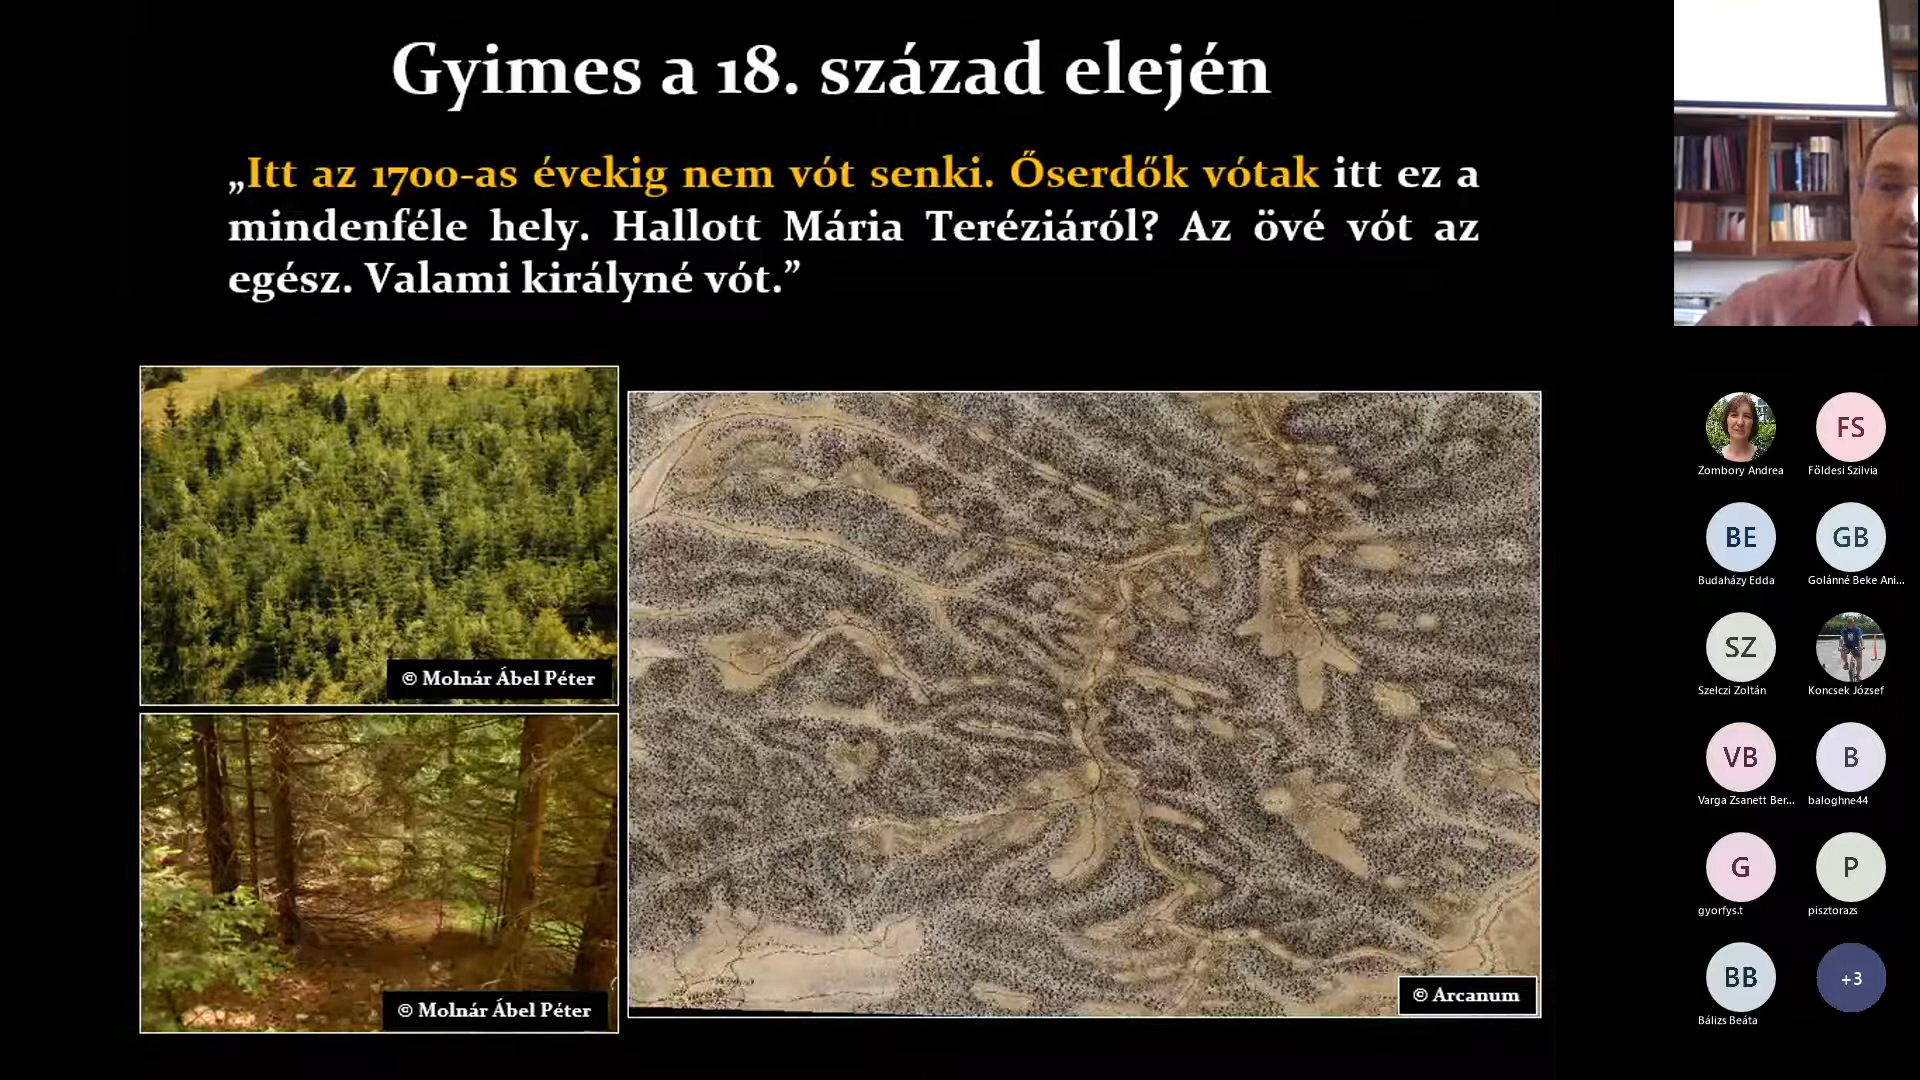 Gyimes a 18. század elején
„Itt az 1700-as évekig nem vót senki. Őserdők vótak itt ez a
mindenféle hely. Hallott Mária Teréziáról? Az övé vót az
egész. Valami királyné vót.”
© Molnár Ábel Péter
© Molnár Ábel Péter
© Arcanum
Zombory Andrea
FS
Földesi Szilvia
BE
Budaházy Edda
GB
Golánné Beke Ani...
SZ
Szelczi Zoltán
Koncsek József
VB
Varga Zsanett Ber...
B
baloghne44
G
gyorfys.t
P
pisztorazs
BB
Bálizs Beáta
+3